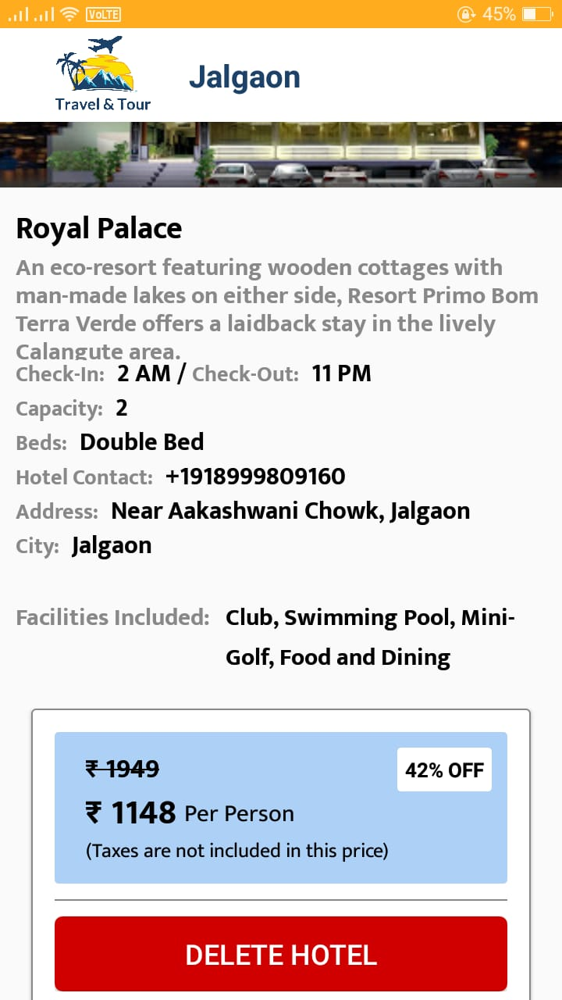 VoLTE 45%
Travel & Tour
Jalgaon
Royal Palace
An eco-resort featuring wooden cottages with
man-made lakes on either side, Resort Primo Bom
Terra Verde offers a laidback stay in the lively
Calangute area.
Check-In: 2 AM / Check-Out: 11 PM
Capacity: 2
Beds: Double Bed
Hotel Contact: +1918999809160
Address: Near Aakashwani Chowk, Jalgaon
City: Jalgaon
Facilities Included: Club, Swimming Pool, Mini-
Golf, Food and Dining
₹ 1949 42% OFF
₹ 1148 Per Person
(Taxes are not included in this price)
DELETE HOTEL